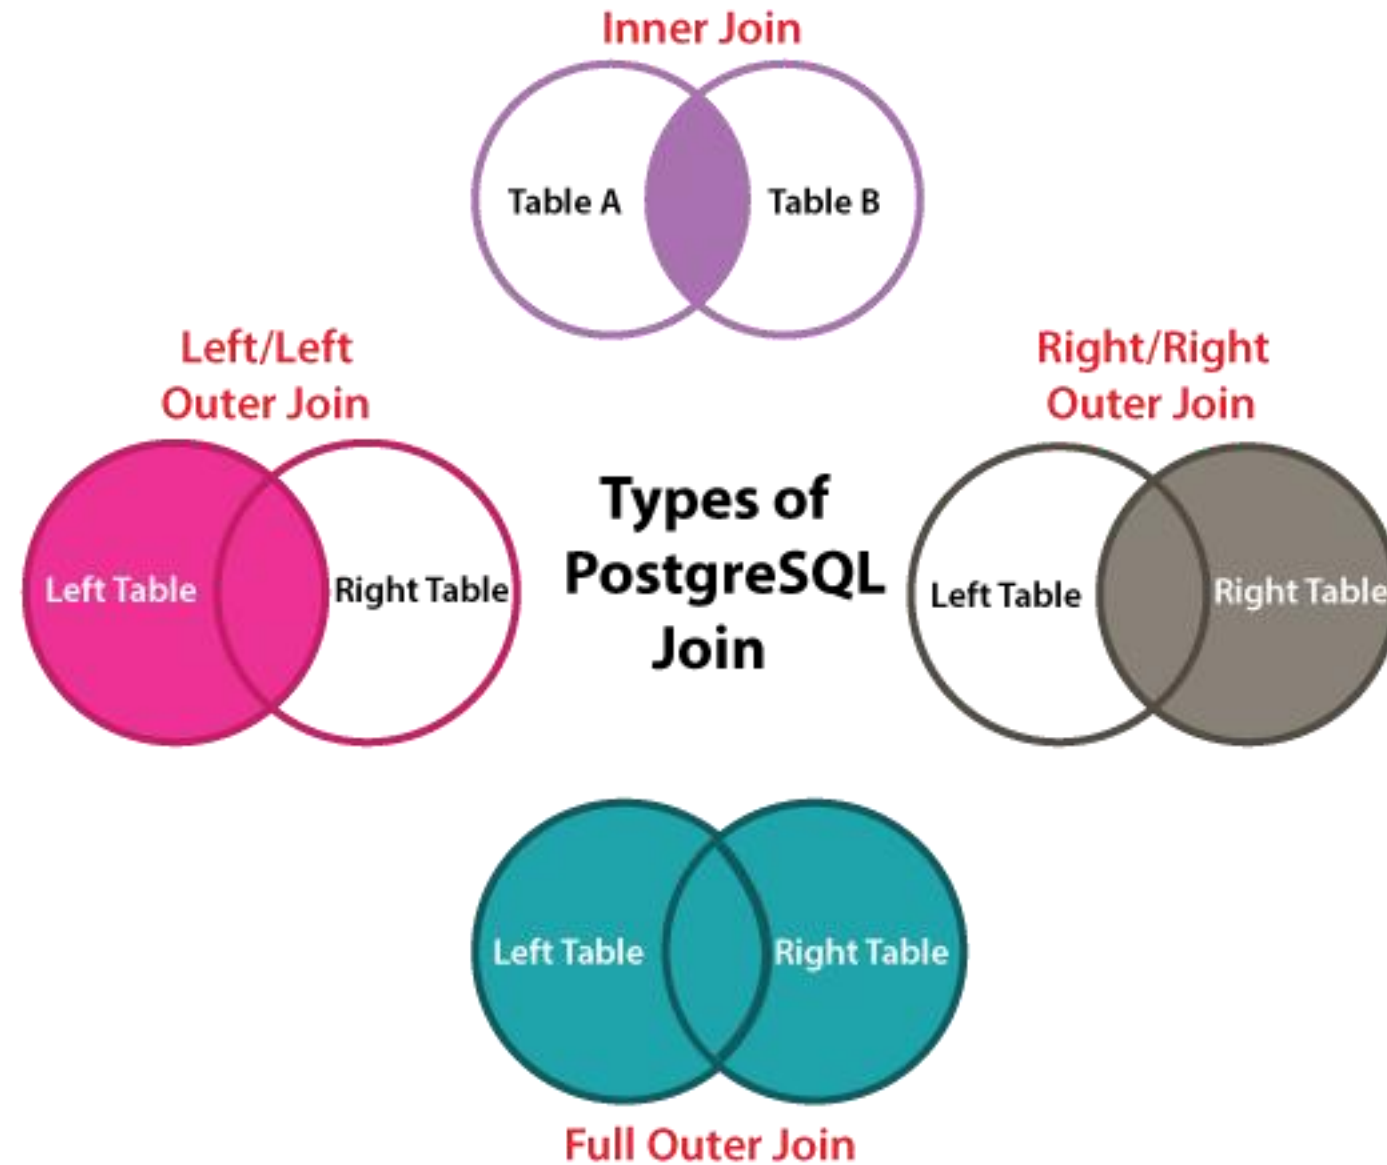 Inner Join
Table A
Table B
Left/Left
Outer Join
Right/Right
Outer Join
Left Table
Right Table
Types of
PostgreSQL
Join
Left Table
Right Table
Left Table
Right Table
Full Outer Join